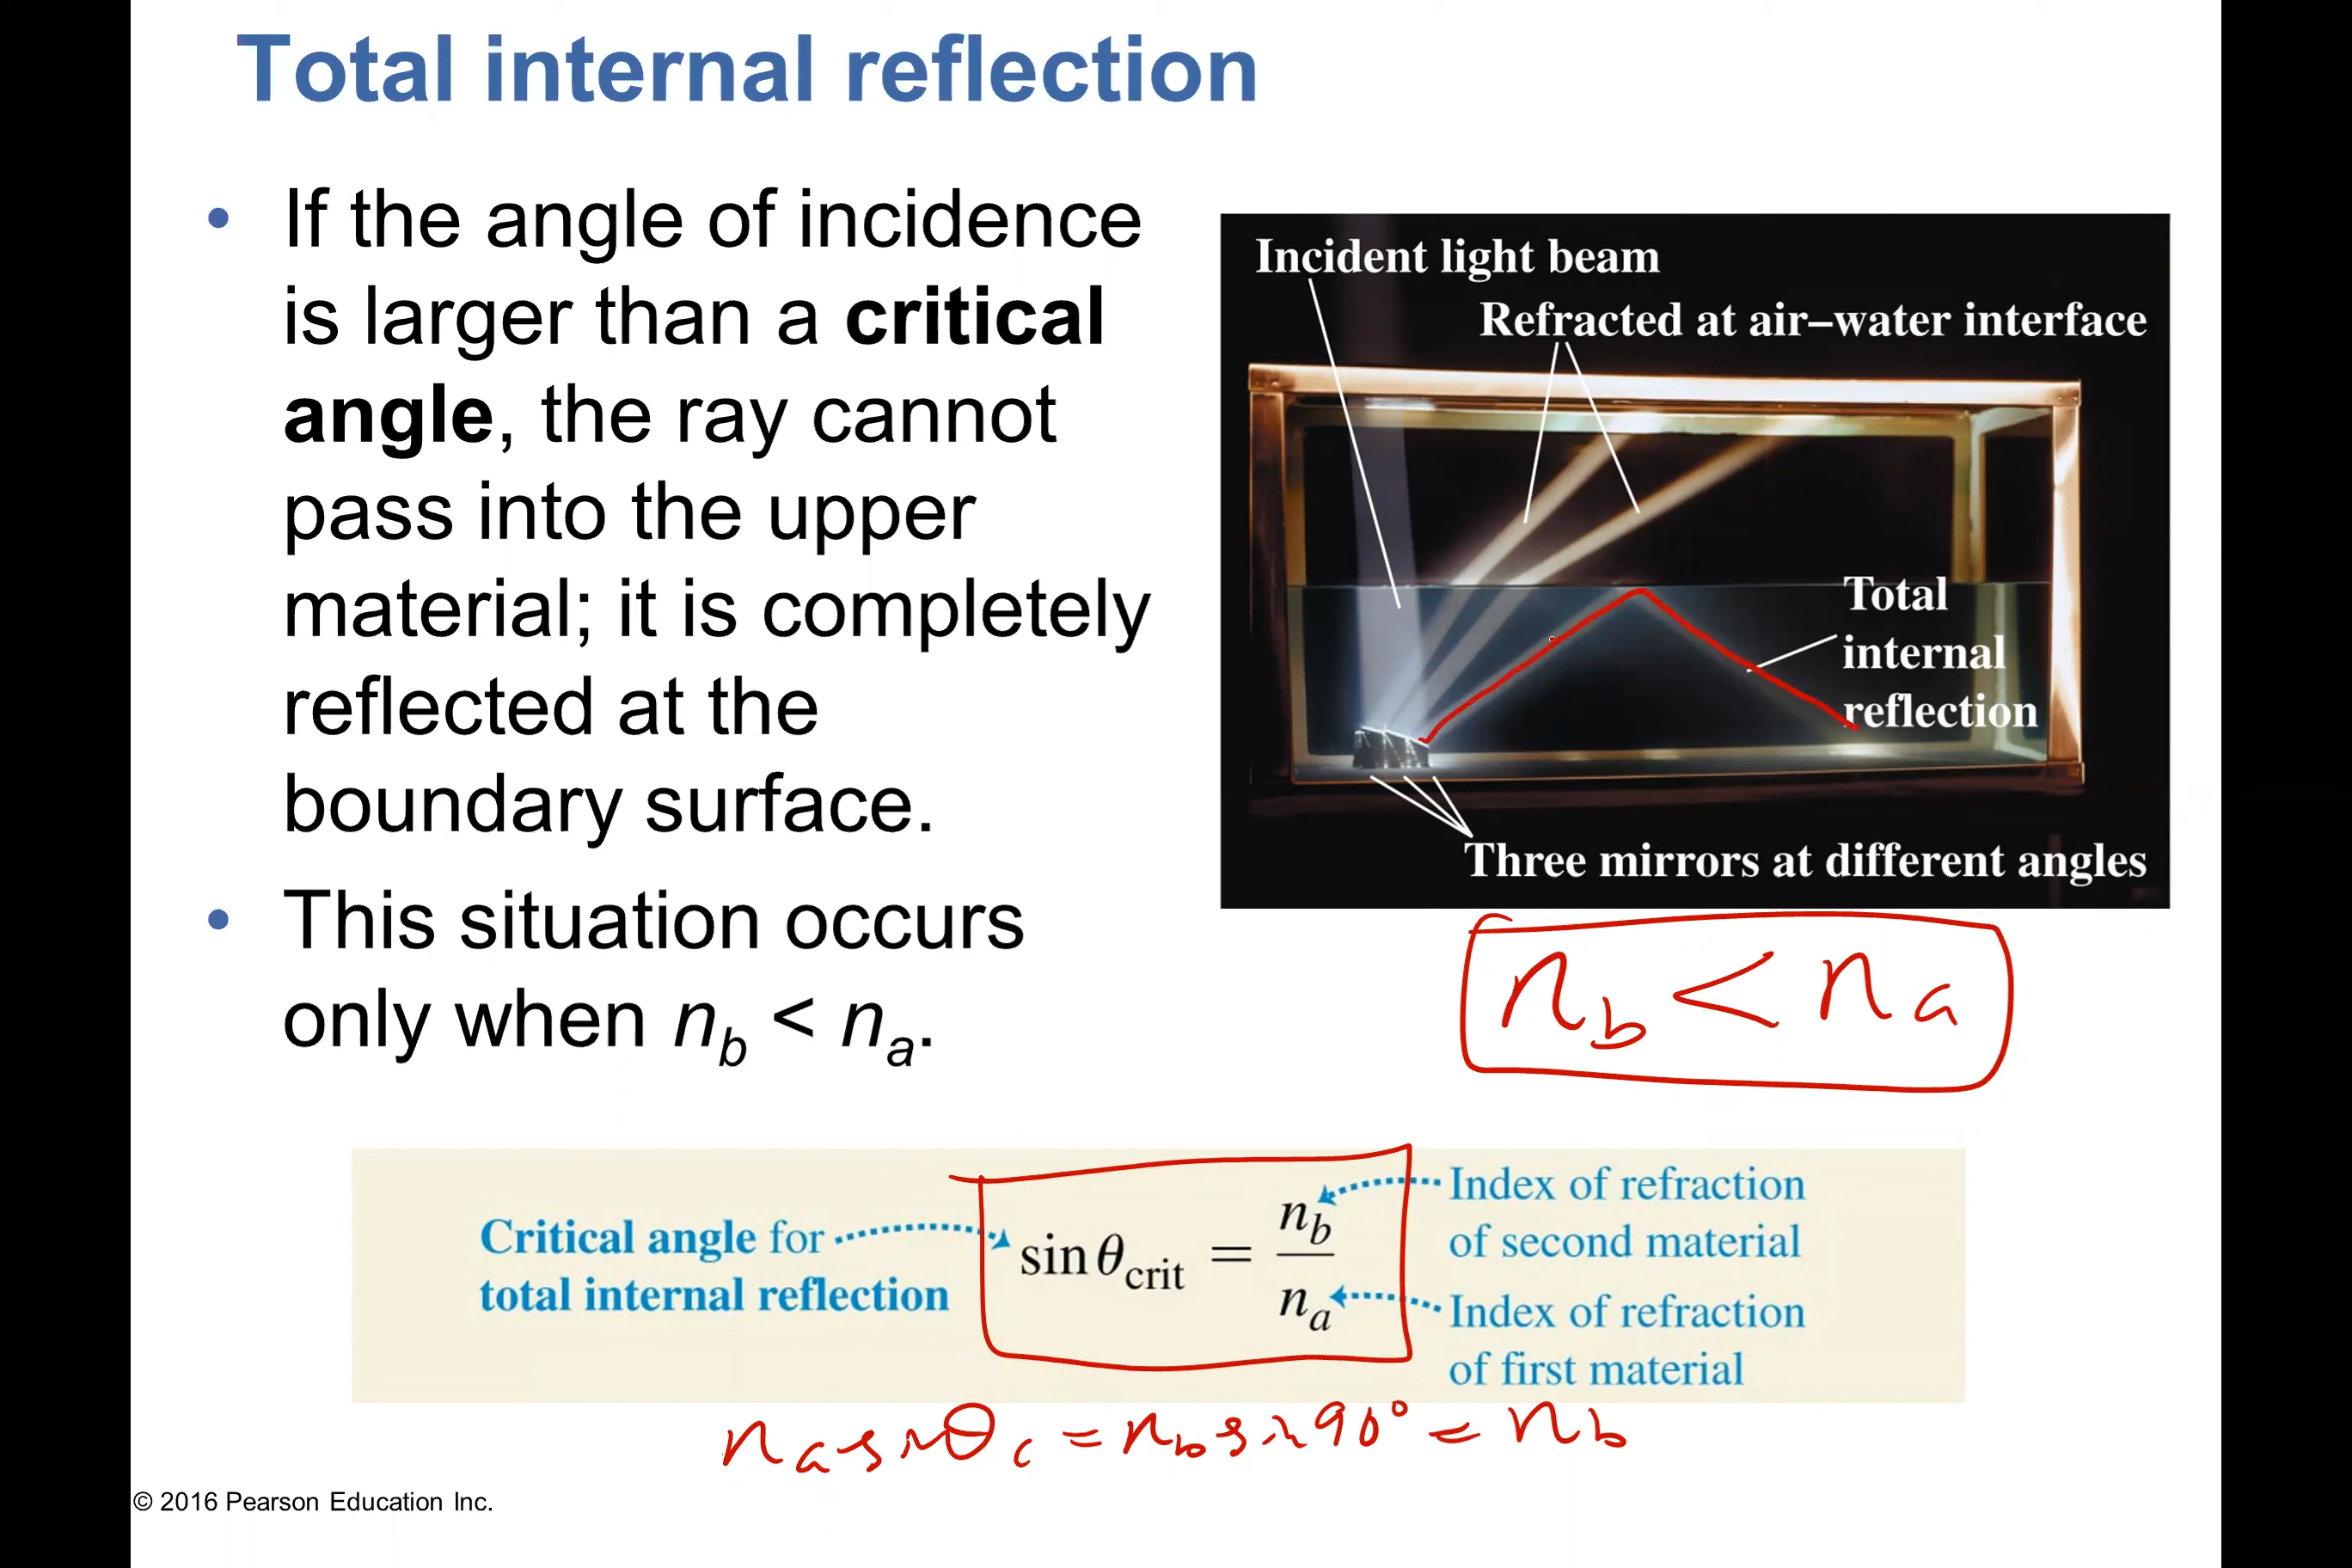 Total internal reflection
• If the angle of incidence
is larger than a critical
angle, the ray cannot
pass into the upper
material; it is completely
reflected at the
boundary surface.
• This situation occurs
only when n_b < n_a.
Incident light beam
Refracted at air–water interface
Total
internal
reflection
Three mirrors at different angles
n_b < n_a
Critical angle for
total internal reflection
sin θ_crit = n_b / n_a
Index of refraction
of second material
Index of refraction
of first material
n_a sin θ_c = n_b sin 90° = n_b
© 2016 Pearson Education Inc.